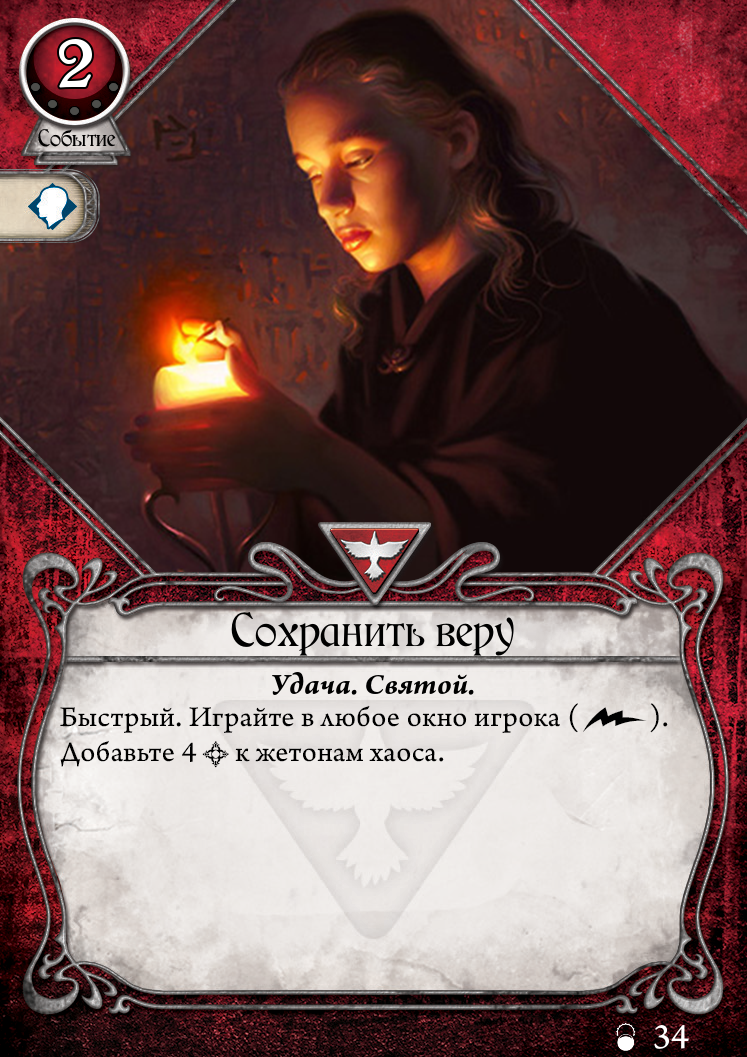 2
Событие
Сохранить веру
Удача. Святой.
Быстрый. Играйте в любое окно игрока ( ).
Добавьте 4 к жетонам хаоса.
34